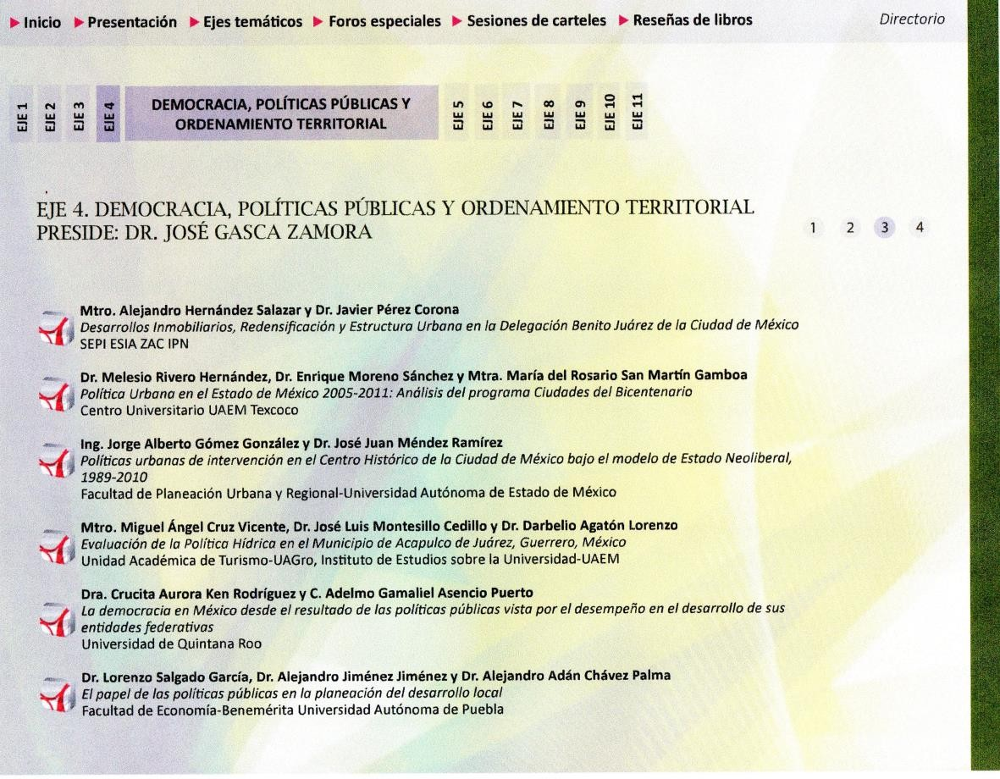 Inicio Presentación Ejes temáticos Foros especiales Sesiones de carteles Reseñas de libros Directorio
EJE 1 EJE 2 EJE 3 EJE 4 DEMOCRACIA, POLÍTICAS PÚBLICAS Y ORDENAMIENTO TERRITORIAL EJE 5 EJE 6 EJE 7 EJE 8 EJE 9 EJE 10 EJE 11
EJE 4. DEMOCRACIA, POLÍTICAS PÚBLICAS Y ORDENAMIENTO TERRITORIAL
PRESIDE: DR. JOSÉ GASCA ZAMORA
1 2 3 4
Mtro. Alejandro Hernández Salazar y Dr. Javier Pérez Corona
Desarrollos Inmobiliarios, Redensificación y Estructura Urbana en la Delegación Benito Juárez de la Ciudad de México
SEPI ESIA ZAC IPN
Dr. Melesio Rivero Hernández, Dr. Enrique Moreno Sánchez y Mtra. María del Rosario San Martín Gamboa
Política Urbana en el Estado de México 2005-2011: Análisis del programa Ciudades del Bicentenario
Centro Universitario UAEM Texcoco
Ing. Jorge Alberto Gómez González y Dr. José Juan Méndez Ramírez
Políticas urbanas de intervención en el Centro Histórico de la Ciudad de México bajo el modelo de Estado Neoliberal,
1989-2010
Facultad de Planeación Urbana y Regional-Universidad Autónoma de Estado de México
Mtro. Miguel Ángel Cruz Vicente, Dr. José Luis Montesillo Cedillo y Dr. Darbelio Agatón Lorenzo
Evaluación de la Política Hídrica en el Municipio de Acapulco de Juárez, Guerrero, México
Unidad Académica de Turismo-UAGro, Instituto de Estudios sobre la Universidad-UAEM
Dra. Crucita Aurora Ken Rodríguez y C. Adelmo Gamaliel Asencio Puerto
La democracia en México desde el resultado de las políticas públicas vista por el desempeño en el desarrollo de sus
entidades federativas
Universidad de Quintana Roo
Dr. Lorenzo Salgado García, Dr. Alejandro Jiménez Jiménez y Dr. Alejandro Adán Chávez Palma
El papel de las políticas públicas en la planeación del desarrollo local
Facultad de Economía-Benemérita Universidad Autónoma de Puebla